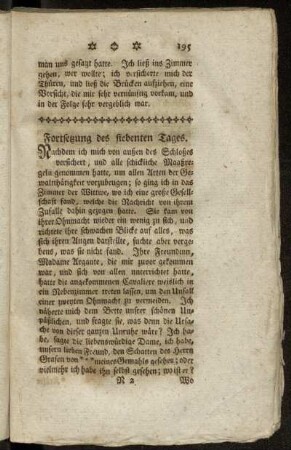 195
man uns gesagt hatte. Ich ließ ins Zimmer
gehen, wer wollte; ich versicherte mich der
Thüren, und ließ die Brücken aufziehen, eine
Vorsicht, die mir sehr vernünftig vorkam, und
in der Folge sehr vergeblich war.
Fortsetzung des siebenten Tages.
Nachdem ich mich von außen des Schloßes
versichert, und alle schickliche Maaßre-
geln genommen hatte, um allen Arten der Ge-
waltthätigkeit vorzubeugen; so ging ich in das
Zimmer der Wittwe, wo ich eine große Gesell-
schaft fand, welche die Nachricht von ihrem
Zufalle dahin gezogen hatte. Sie kam von
ihrer Ohnmacht wieder ein wenig zu sich, und
richtete ihre schwachen Blicke auf alles, was
sich ihren Augen darstellte, suchte aber verge-
bens, was sie nicht fand. Ihre Freundinn,
Madame Argante, die mir zuvor gekommen
war, und sich von allen unterrichtet hatte,
hatte die angekommenen Cavaliere weislich in
ein Nebenzimmer treten lassen, um den Unfall
einer zweyten Ohnmacht zu vermeiden. Ich
näherte mich dem Bette unserer schönen Un-
päßlichen, und fragte sie, was denn die Ursa-
che von dieser ganzen Unruhe wäre? Ich ha-
be, sagte die liebenswürdige Dame, ich habe,
unsern lieben Freund, den Schatten des Herrn
Grafen von *** meines Gemahls gesehen; oder
vielleicht ich habe ihn selbst gesehen; wo ist er?
N 2 Wo